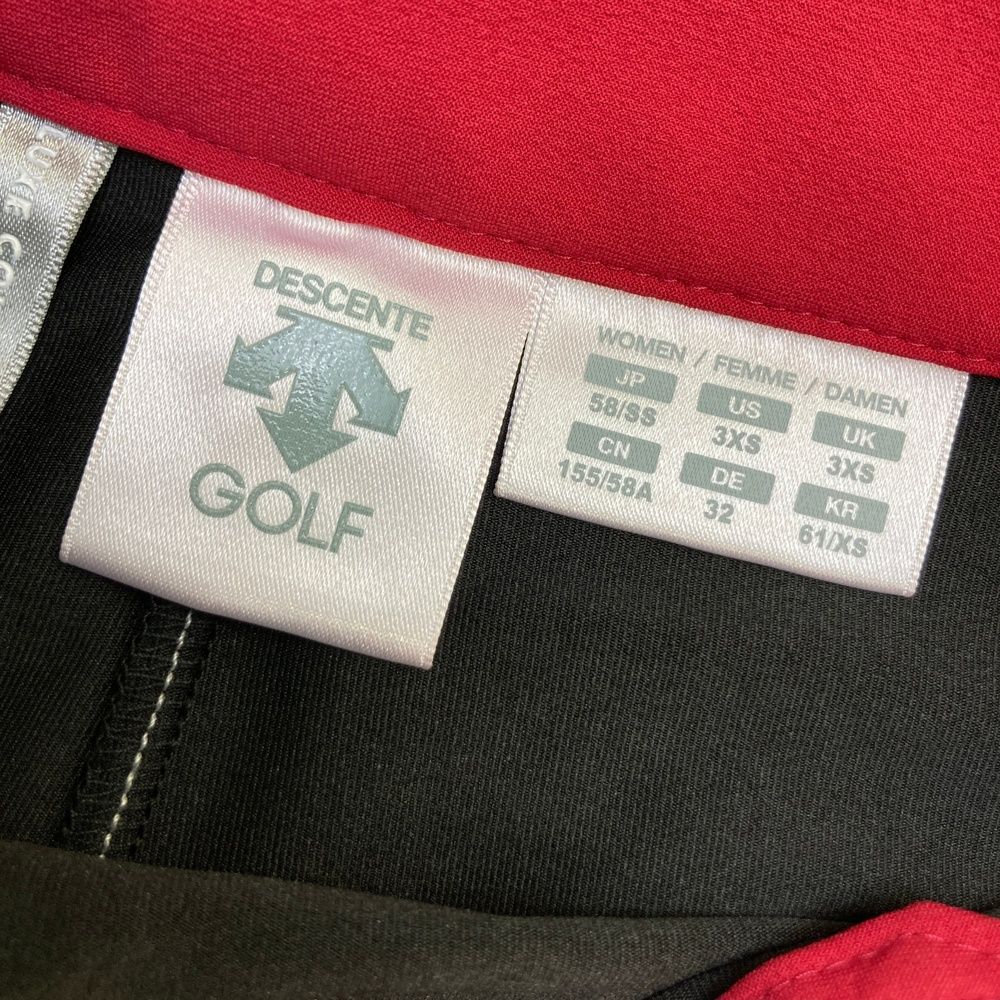 LUXE
DESCENTE
GOLF
WOMEN / FEMME / DAMEN
JP US UK
58/SS 3XS 3XS
CN DE KR
155/58A 32 61/XS